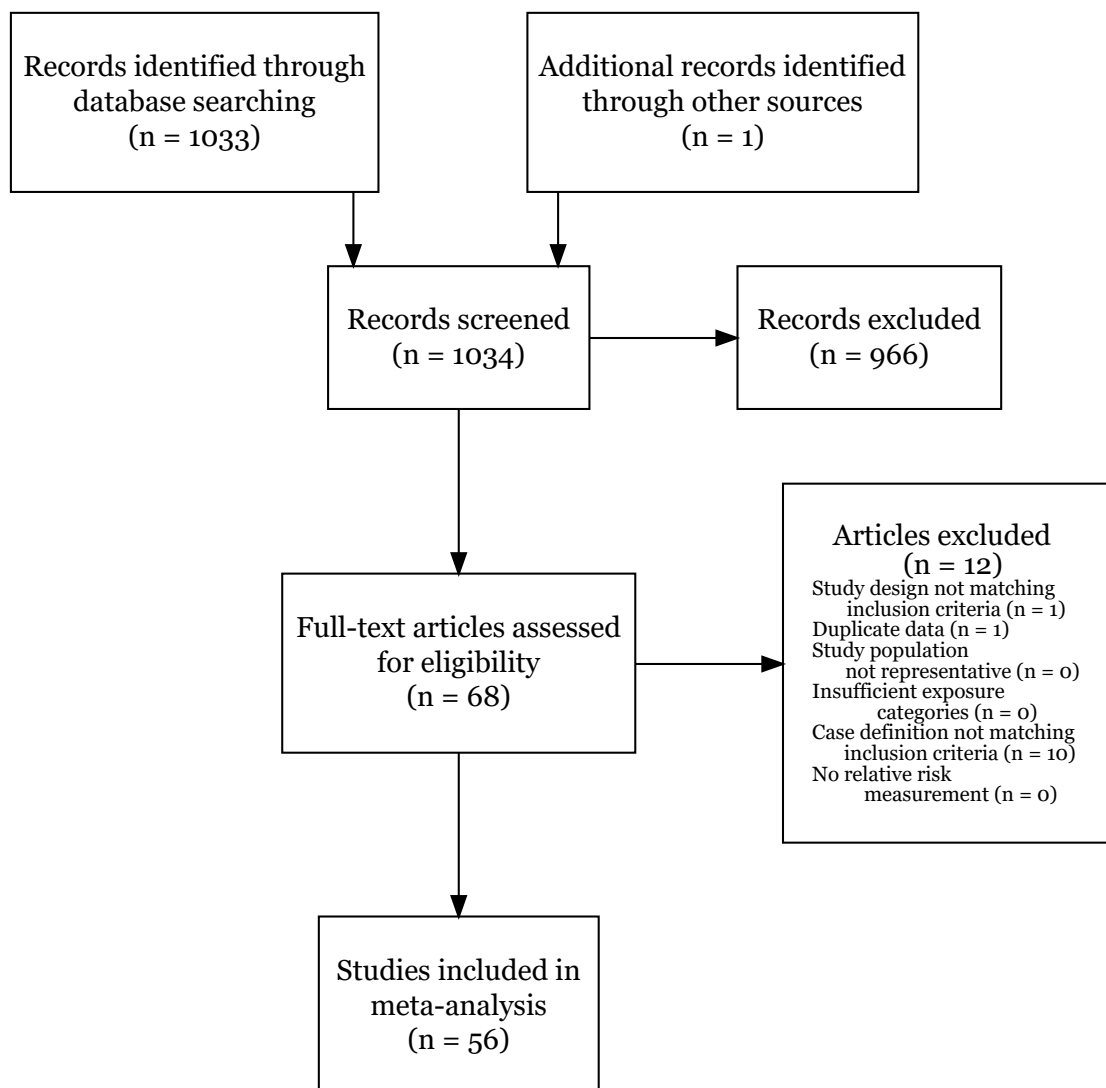 Records identified through
database searching
(n = 1033)
Additional records identified
through other sources
(n = 1)
Records screened
(n = 1034)
Records excluded
(n = 966)
Full-text articles assessed
for eligibility
(n = 68)
Articles excluded
(n = 12)
Study design not matching
inclusion criteria (n = 1)
Duplicate data (n = 1)
Study population
not representative (n = 0)
Insufficient exposure
categories (n = 0)
Case definition not matching
inclusion criteria (n = 10)
No relative risk
measurement (n = 0)
Studies included in
meta-analysis
(n = 56)